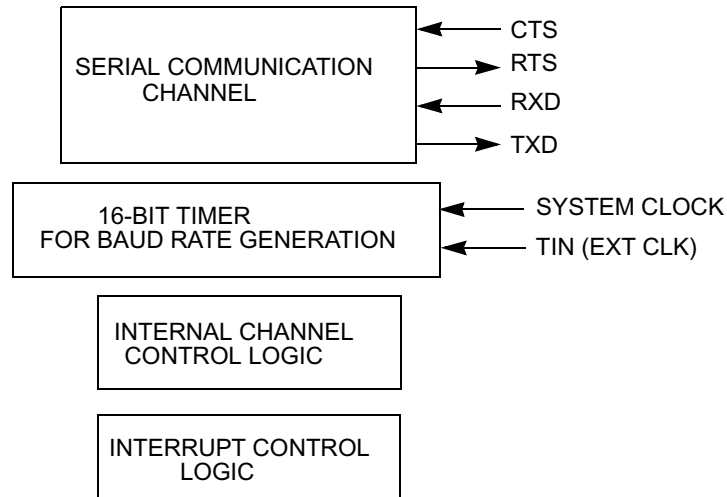 SERIAL COMMUNICATION
CHANNEL
CTS
RTS
RXD
TXD
16-BIT TIMER
FOR BAUD RATE GENERATION
SYSTEM CLOCK
TIN (EXT CLK)
INTERNAL CHANNEL
CONTROL LOGIC
INTERRUPT CONTROL
LOGIC